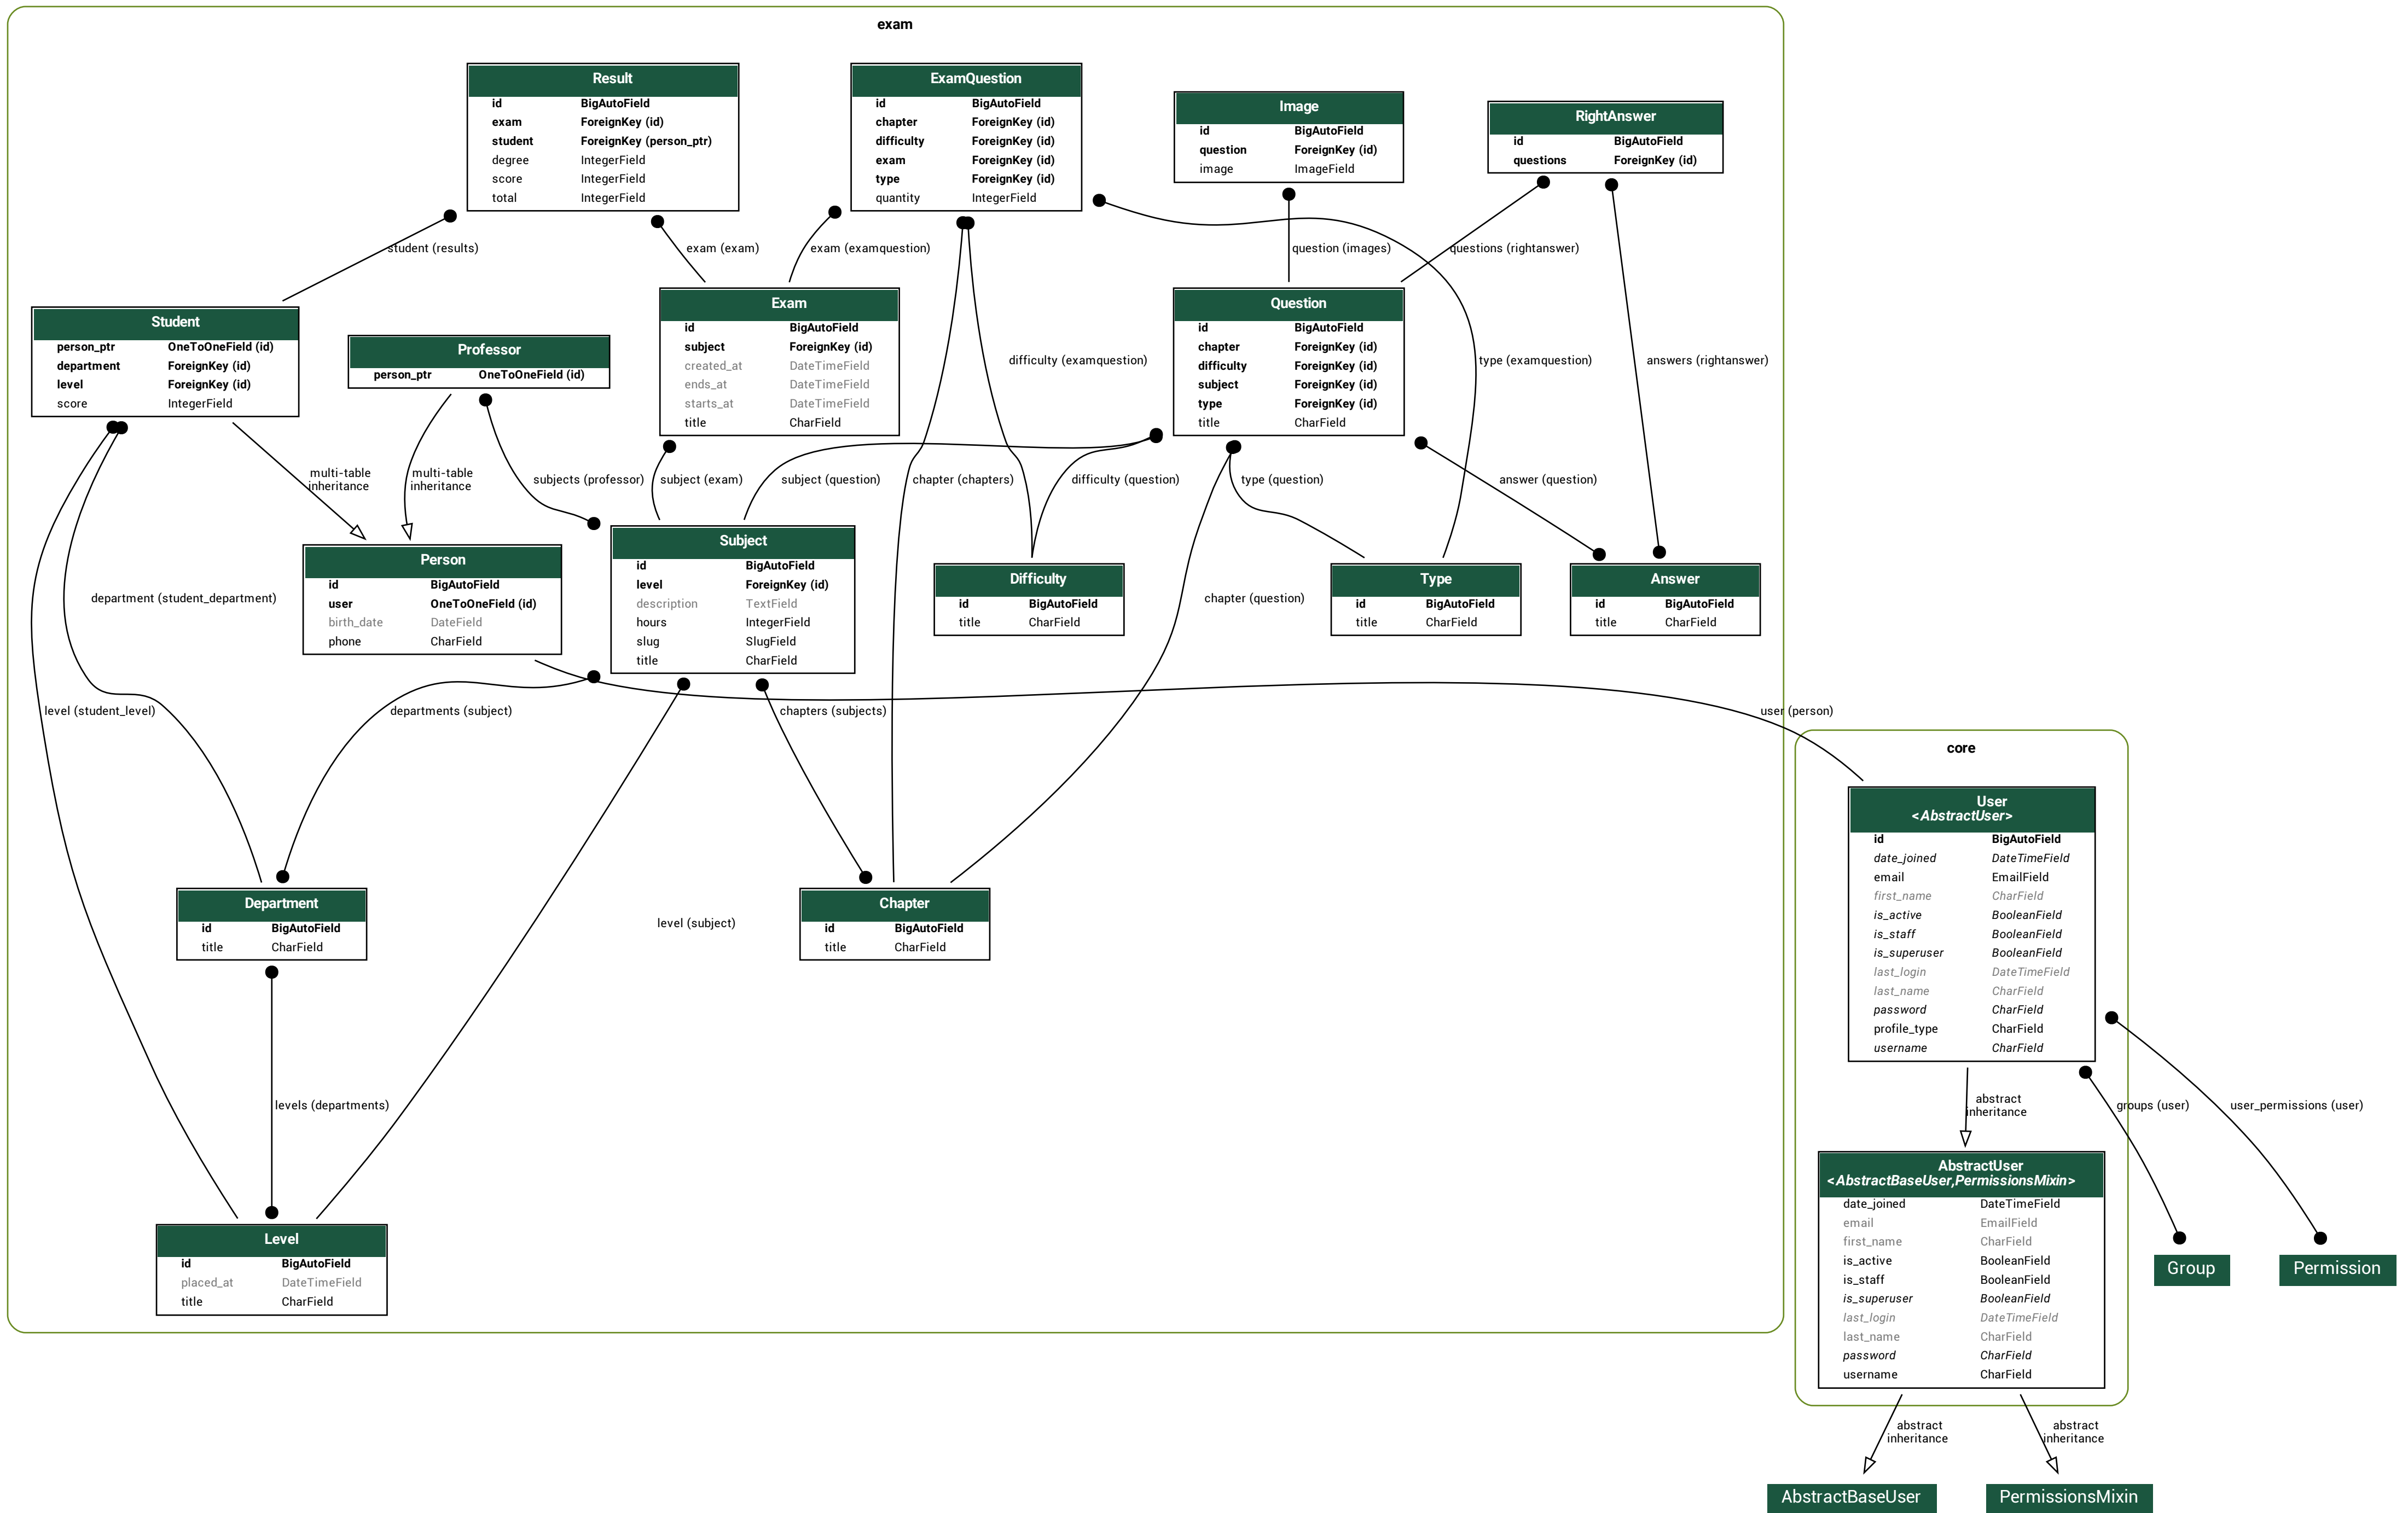 exam
Result
id BigAutoField
exam ForeignKey (id)
student ForeignKey (person_ptr)
degree IntegerField
score IntegerField
total IntegerField
ExamQuestion
id BigAutoField
chapter ForeignKey (id)
difficulty ForeignKey (id)
exam ForeignKey (id)
type ForeignKey (id)
quantity IntegerField
Image
id BigAutoField
question ForeignKey (id)
image ImageField
RightAnswer
id BigAutoField
questions ForeignKey (id)
student (results)
exam (exam)
exam (examquestion)
question (images)
questions (rightanswer)
Student
person_ptr OneToOneField (id)
department ForeignKey (id)
level ForeignKey (id)
score IntegerField
Professor
person_ptr OneToOneField (id)
Exam
id BigAutoField
subject ForeignKey (id)
created_at DateTimeField
ends_at DateTimeField
starts_at DateTimeField
title CharField
difficulty (examquestion)
Question
id BigAutoField
chapter ForeignKey (id)
difficulty ForeignKey (id)
subject ForeignKey (id)
type ForeignKey (id)
title CharField
type (examquestion)
answers (rightanswer)
multi-table
inheritance
multi-table
inheritance
subjects (professor)
subject (exam)
subject (question)
chapter (chapters)
difficulty (question)
type (question)
answer (question)
Person
id BigAutoField
user OneToOneField (id)
birth_date DateField
phone CharField
Subject
id BigAutoField
level ForeignKey (id)
description TextField
hours IntegerField
slug SlugField
title CharField
Difficulty
id BigAutoField
title CharField
Type
id BigAutoField
title CharField
Answer
id BigAutoField
title CharField
department (student_department)
chapter (question)
level (student_level)
departments (subject)
chapters (subjects)
user (person)
core
User
<AbstractUser>
id BigAutoField
date_joined DateTimeField
email EmailField
first_name CharField
is_active BooleanField
is_staff BooleanField
is_superuser BooleanField
last_login DateTimeField
last_name CharField
password CharField
profile_type CharField
username CharField
Department
id BigAutoField
title CharField
level (subject)
Chapter
id BigAutoField
title CharField
levels (departments)
abstract
inheritance
groups (user)
user_permissions (user)
Level
id BigAutoField
placed_at DateTimeField
title CharField
AbstractUser
<AbstractBaseUser,PermissionsMixin>
date_joined DateTimeField
email EmailField
first_name CharField
is_active BooleanField
is_staff BooleanField
is_superuser BooleanField
last_login DateTimeField
last_name CharField
password CharField
username CharField
Group
Permission
abstract
inheritance
abstract
inheritance
AbstractBaseUser
PermissionsMixin